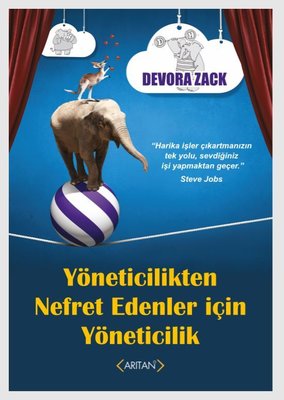 DEVORA ZACK
“Harika işler çıkartmanızın
tek yolu, sevdiğiniz
işi yapmaktan geçer.”
Steve Jobs
Yöneticilikten
Nefret Edenler için
Yöneticilik
ARITAN